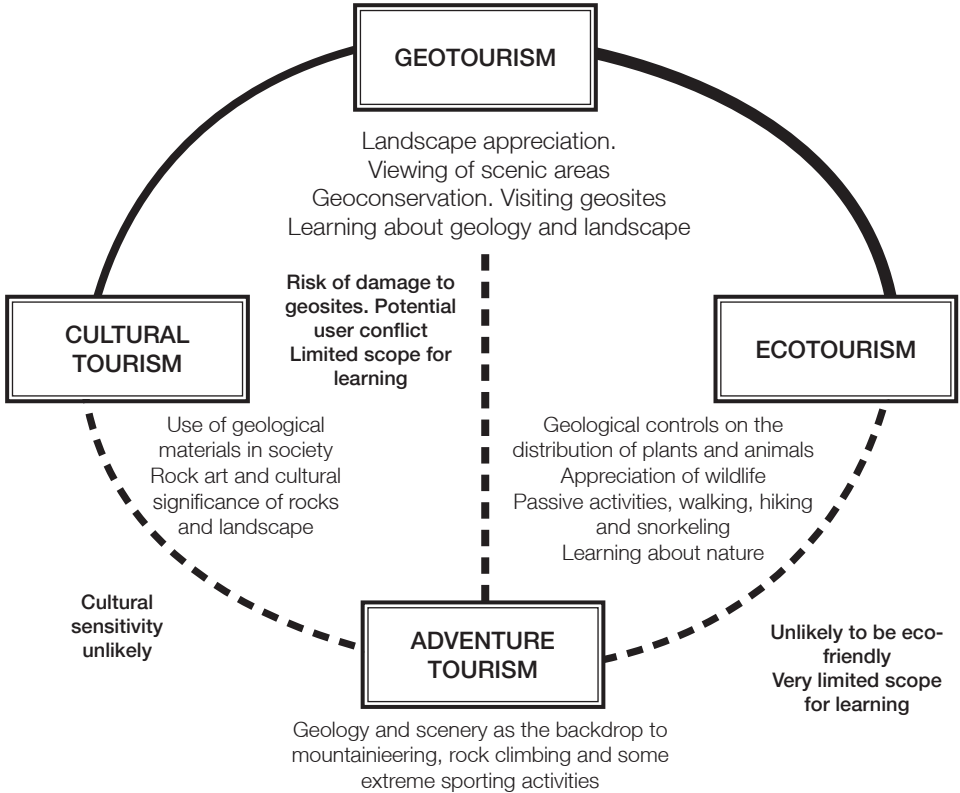 GEOTOURISM
Landscape appreciation.
Viewing of scenic areas
Geoconservation. Visiting geosites
Learning about geology and landscape
Risk of damage to
geosites. Potential
user conflict
Limited scope for
learning
CULTURAL
TOURISM
ECOTOURISM
Use of geological
materials in society
Rock art and cultural
significance of rocks
and landscape
Geological controls on the
distribution of plants and animals
Appreciation of wildlife
Passive activities, walking, hiking
and snorkeling
Learning about nature
Cultural
sensitivity
unlikely
ADVENTURE
TOURISM
Unlikely to be eco-
friendly
Very limited scope
for learning
Geology and scenery as the backdrop to
mountainieering, rock climbing and some
extreme sporting activities